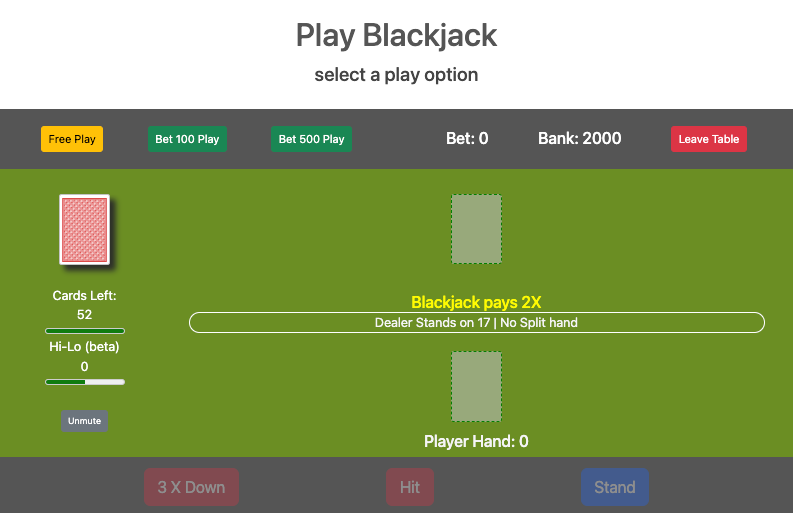 Play Blackjack
select a play option
Free Play
Bet 100 Play
Bet 500 Play
Bet: 0
Bank: 2000
Leave Table
Cards Left:
52
Hi-Lo (beta)
0
Unmute
Blackjack pays 2X
Dealer Stands on 17 | No Split hand
Player Hand: 0
3 X Down
Hit
Stand